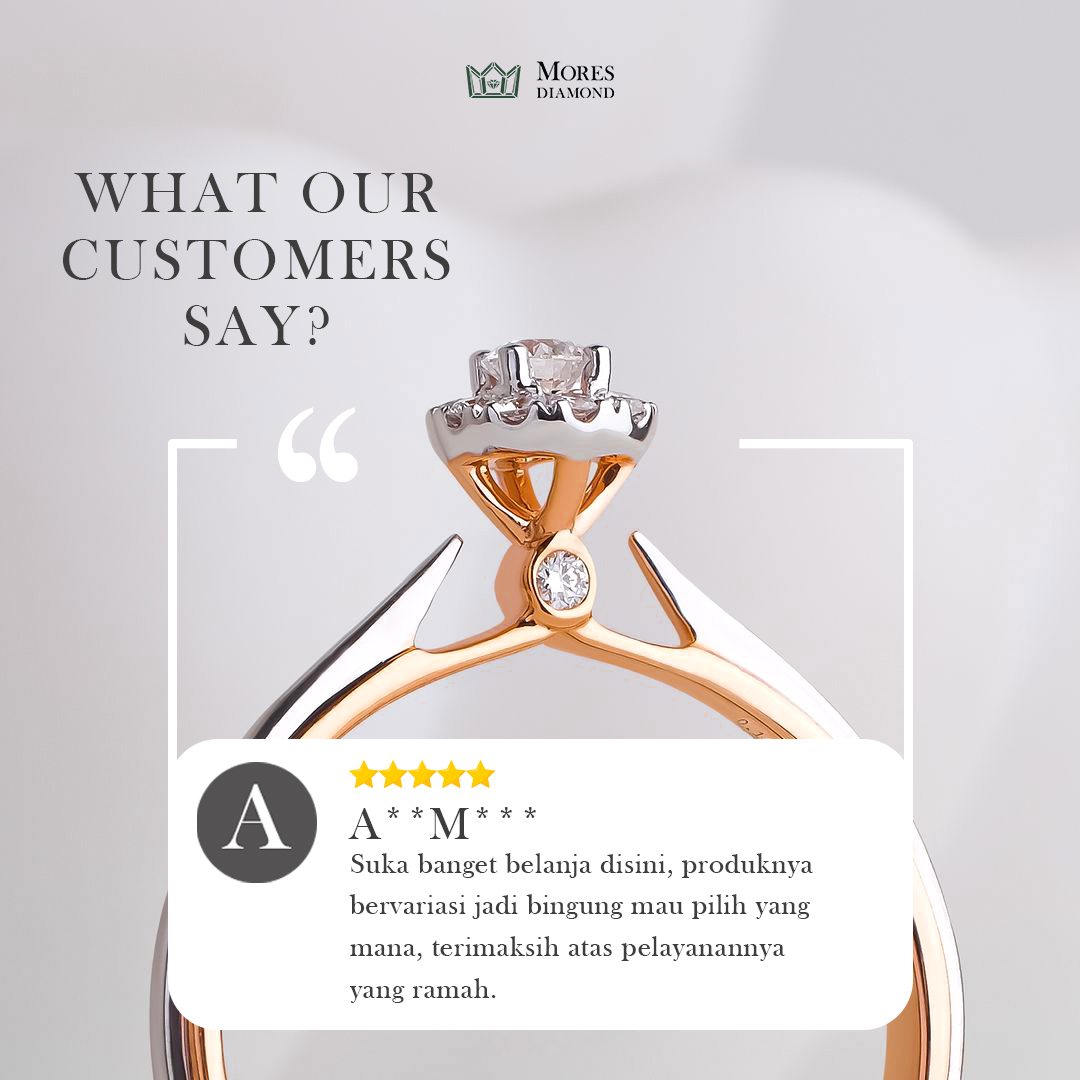 MORES
DIAMOND
WHAT OUR
CUSTOMERS
SAY?
“
A
A**M***
Suka banget belanja disini, produknya
bervariasi jadi bingung mau pilih yang
mana, terimaksih atas pelayanannya
yang ramah.